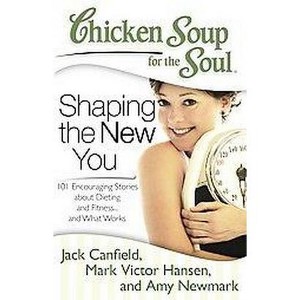 Chicken Soup
for the Soul
Shaping
the New
You
101 Encouraging Stories
about Dieting
and Fitness...
and What Works
Jack Canfield,
Mark Victor Hansen,
and Amy Newmark
120